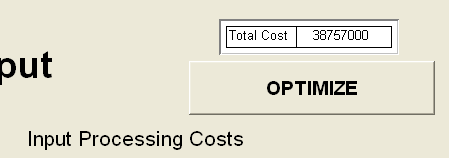 Total Cost 38757000
put
OPTIMIZE
Input Processing Costs